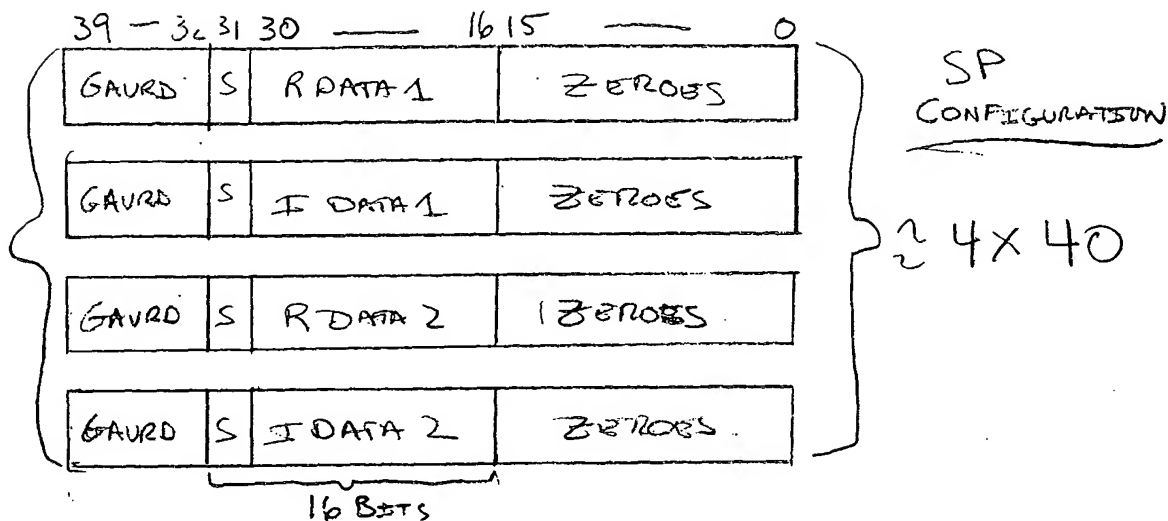 39 — 32 31 30 — 16 15 — 0
GAURD S R DATA 1 ZEROES
SP
CONFIGURATION
GAURD S I DATA 1 ZEROES
≈ 4 X 40
GAURD S R DATA 2 ZEROES
GAURD S I DATA 2 ZEROES
16 BITS